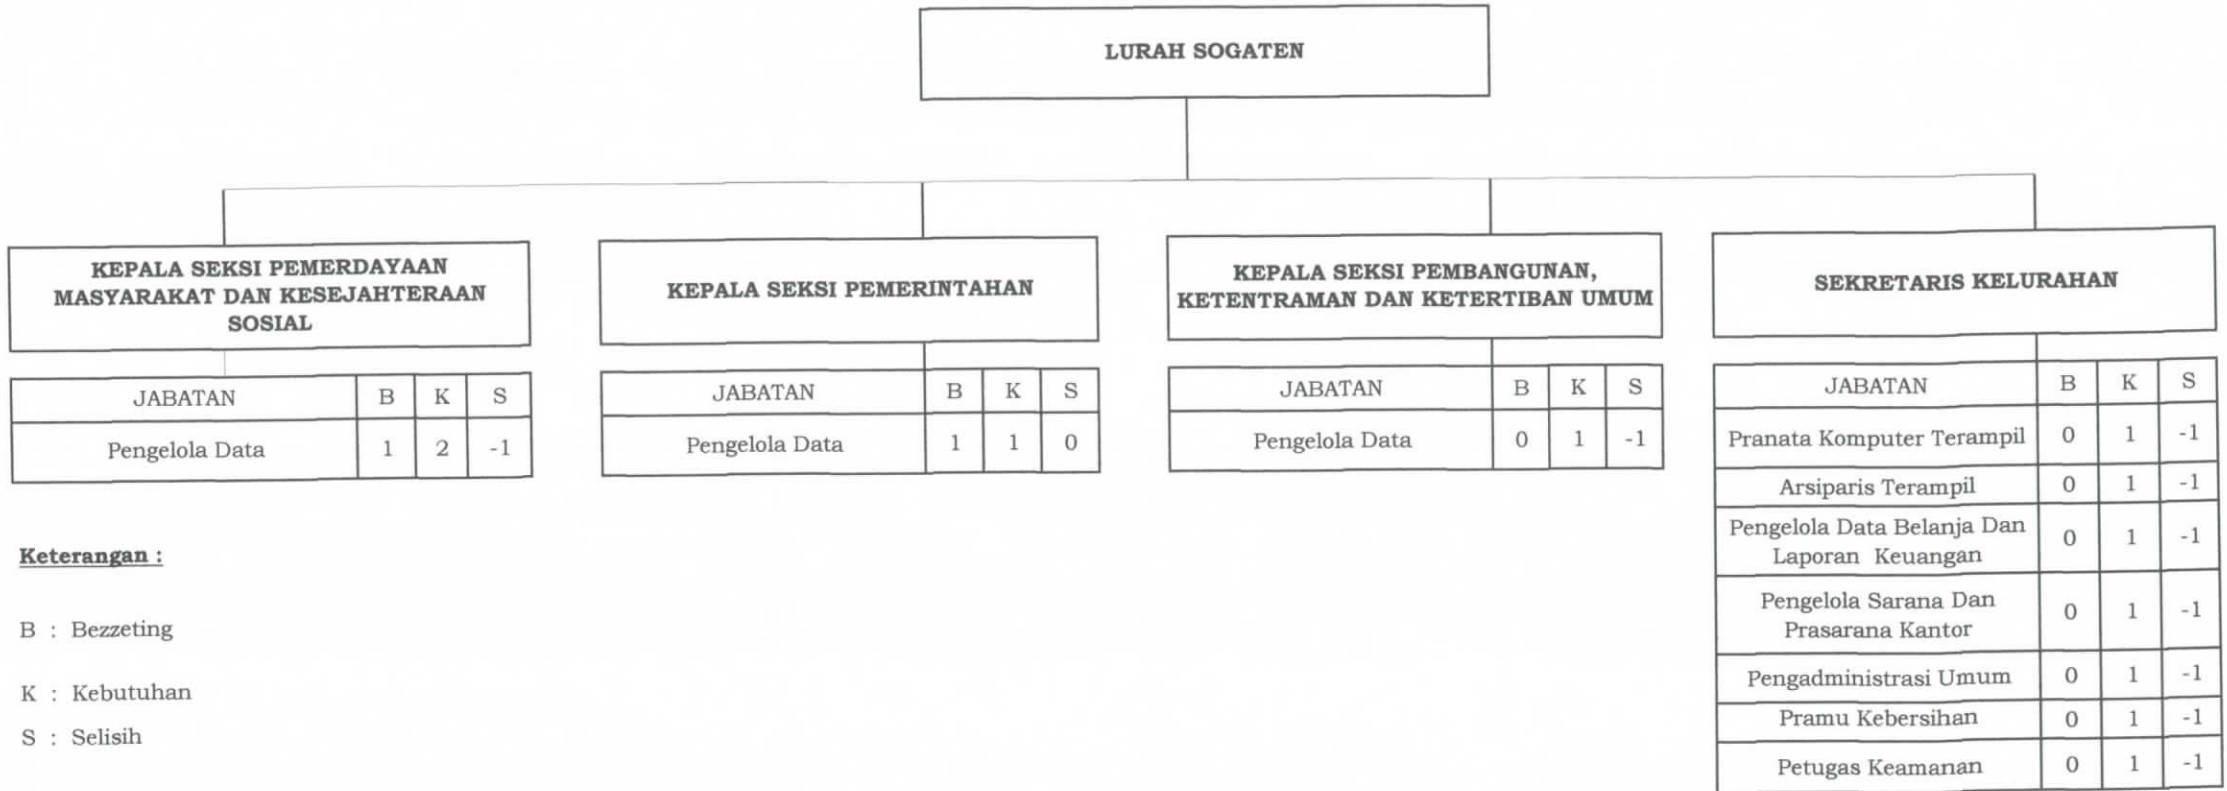 LURAH SOGATEN
KEPALA SEKSI PEMERDAYAAN
MASYARAKAT DAN KESEJAHTERAAN
SOSIAL
JABATAN B K S
Pengelola Data 1 2 -1
KEPALA SEKSI PEMERINTAHAN
JABATAN B K S
Pengelola Data 1 1 0
KEPALA SEKSI PEMBANGUNAN,
KETENTRAMAN DAN KETERTIBAN UMUM
JABATAN B K S
Pengelola Data 0 1 -1
SEKRETARIS KELURAHAN
JABATAN B K S
Pranata Komputer Terampil 0 1 -1
Arsiparis Terampil 0 1 -1
Pengelola Data Belanja Dan
Laporan Keuangan 0 1 -1
Pengelola Sarana Dan
Prasarana Kantor 0 1 -1
Pengadministrasi Umum 0 1 -1
Pramu Kebersihan 0 1 -1
Petugas Keamanan 0 1 -1
Keterangan :
B : Bezzeting
K : Kebutuhan
S : Selisih